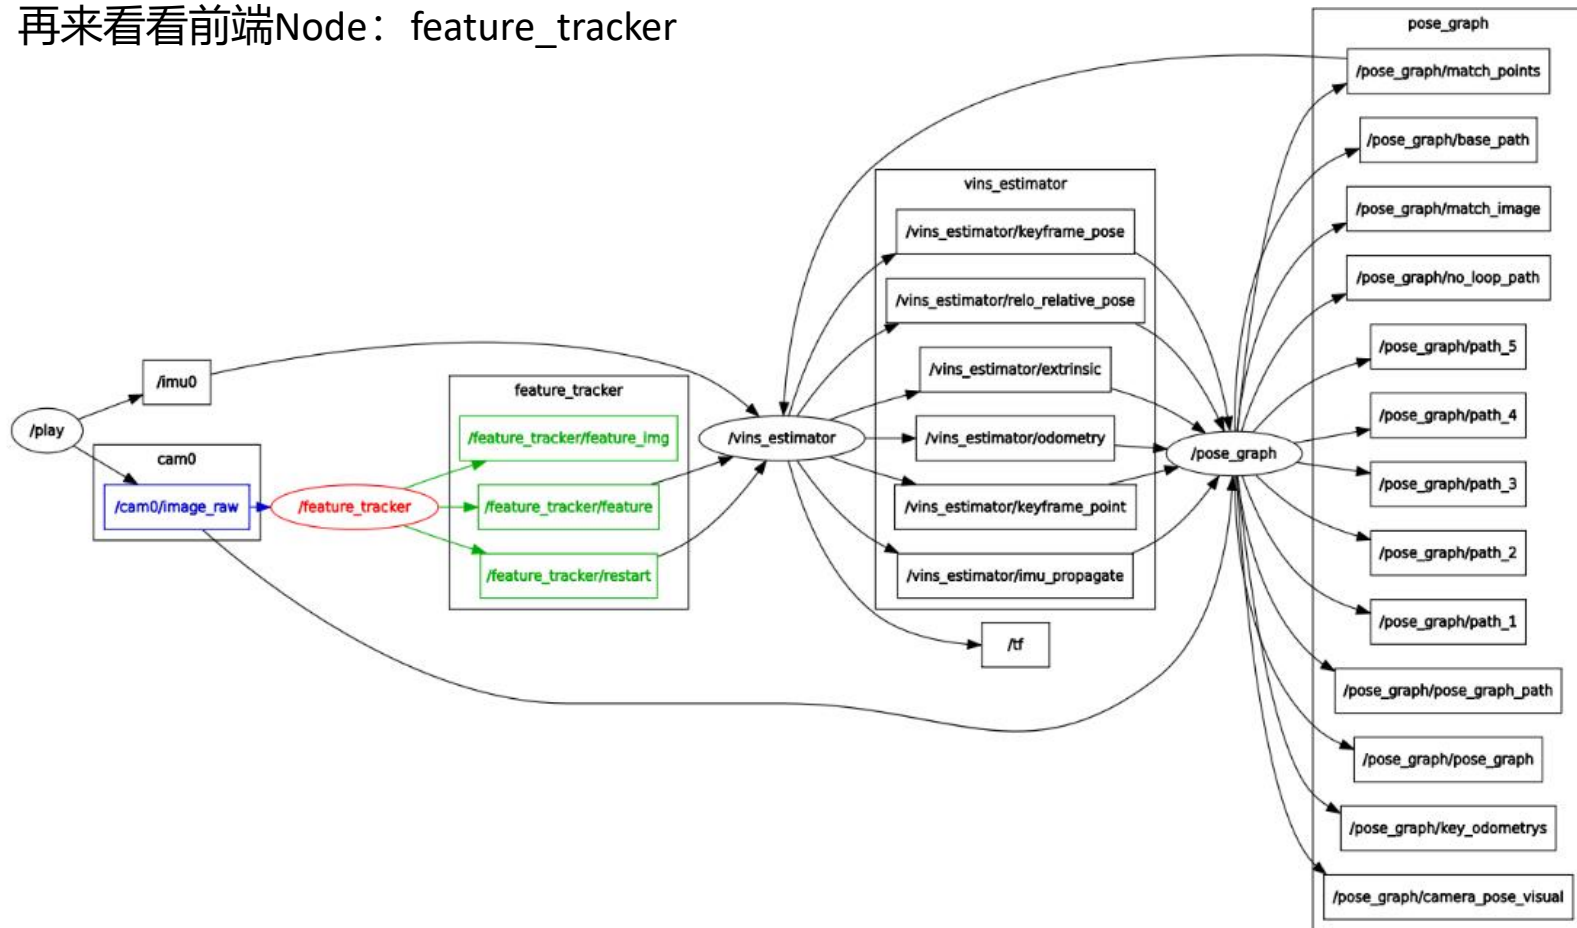 再来看看前端Node：feature_tracker
pose_graph
/pose_graph/match_points
/pose_graph/base_path
vins_estimator
/pose_graph/match_image
/vins_estimator/keyframe_pose
/pose_graph/no_loop_path
/vins_estimator/relo_relative_pose
/pose_graph/path_5
/imu0
/vins_estimator/extrinsic
feature_tracker
/pose_graph/path_4
/play
/feature_tracker/feature_img
/vins_estimator
/vins_estimator/odometry
/pose_graph
cam0
/pose_graph/path_3
/cam0/image_raw
/feature_tracker
/feature_tracker/feature
/vins_estimator/keyframe_point
/pose_graph/path_2
/feature_tracker/restart
/vins_estimator/imu_propagate
/pose_graph/path_1
/tf
/pose_graph/pose_graph_path
/pose_graph/pose_graph
/pose_graph/key_odometrys
/pose_graph/camera_pose_visual